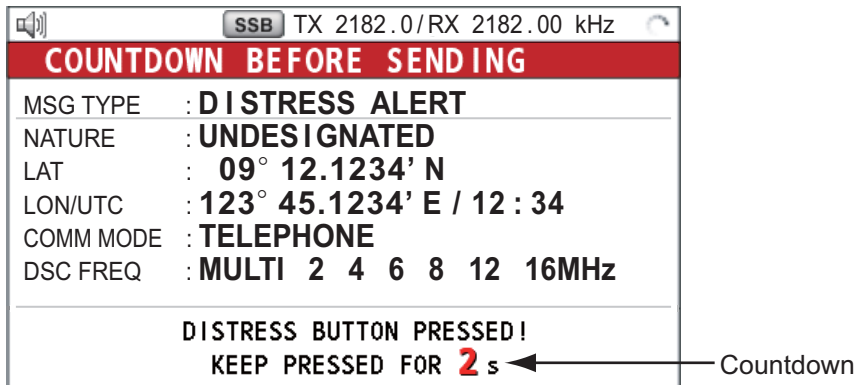 SSB TX 2182.0/RX 2182.00 kHz
COUNTDOWN BEFORE SENDING
MSG TYPE : DISTRESS ALERT
NATURE : UNDESIGNATED
LAT : 09° 12.1234' N
LON/UTC : 123° 45.1234' E / 12:34
COMM MODE : TELEPHONE
DSC FREQ : MULTI 2 4 6 8 12 16MHz
DISTRESS BUTTON PRESSED!
KEEP PRESSED FOR 2 s
Countdown